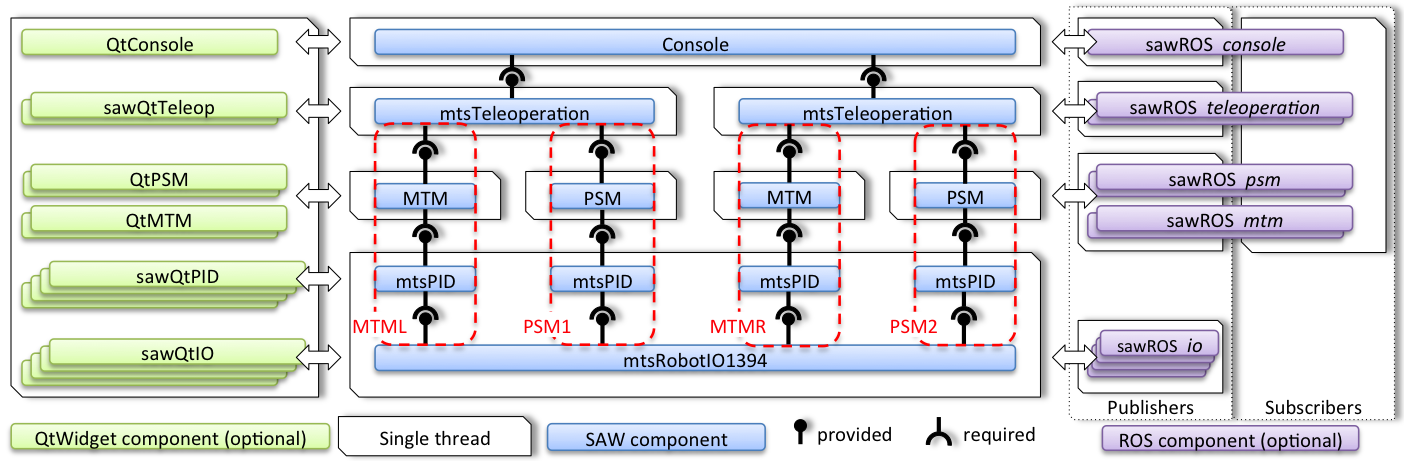 QtConsole
Console
sawROS console
sawQtTeleop
mtsTeleoperation
mtsTeleoperation
sawROS teleoperation
QtPSM
QtMTM
MTM
PSM
MTM
PSM
sawROS psm
sawROS mtm
sawQtPID
mtsPID
mtsPID
mtsPID
mtsPID
MTML
PSM1
MTMR
PSM2
sawQtIO
mtsRobotIO1394
sawROS io
Publishers
Subscribers
QtWidget component (optional)
Single thread
SAW component
provided
required
ROS component (optional)